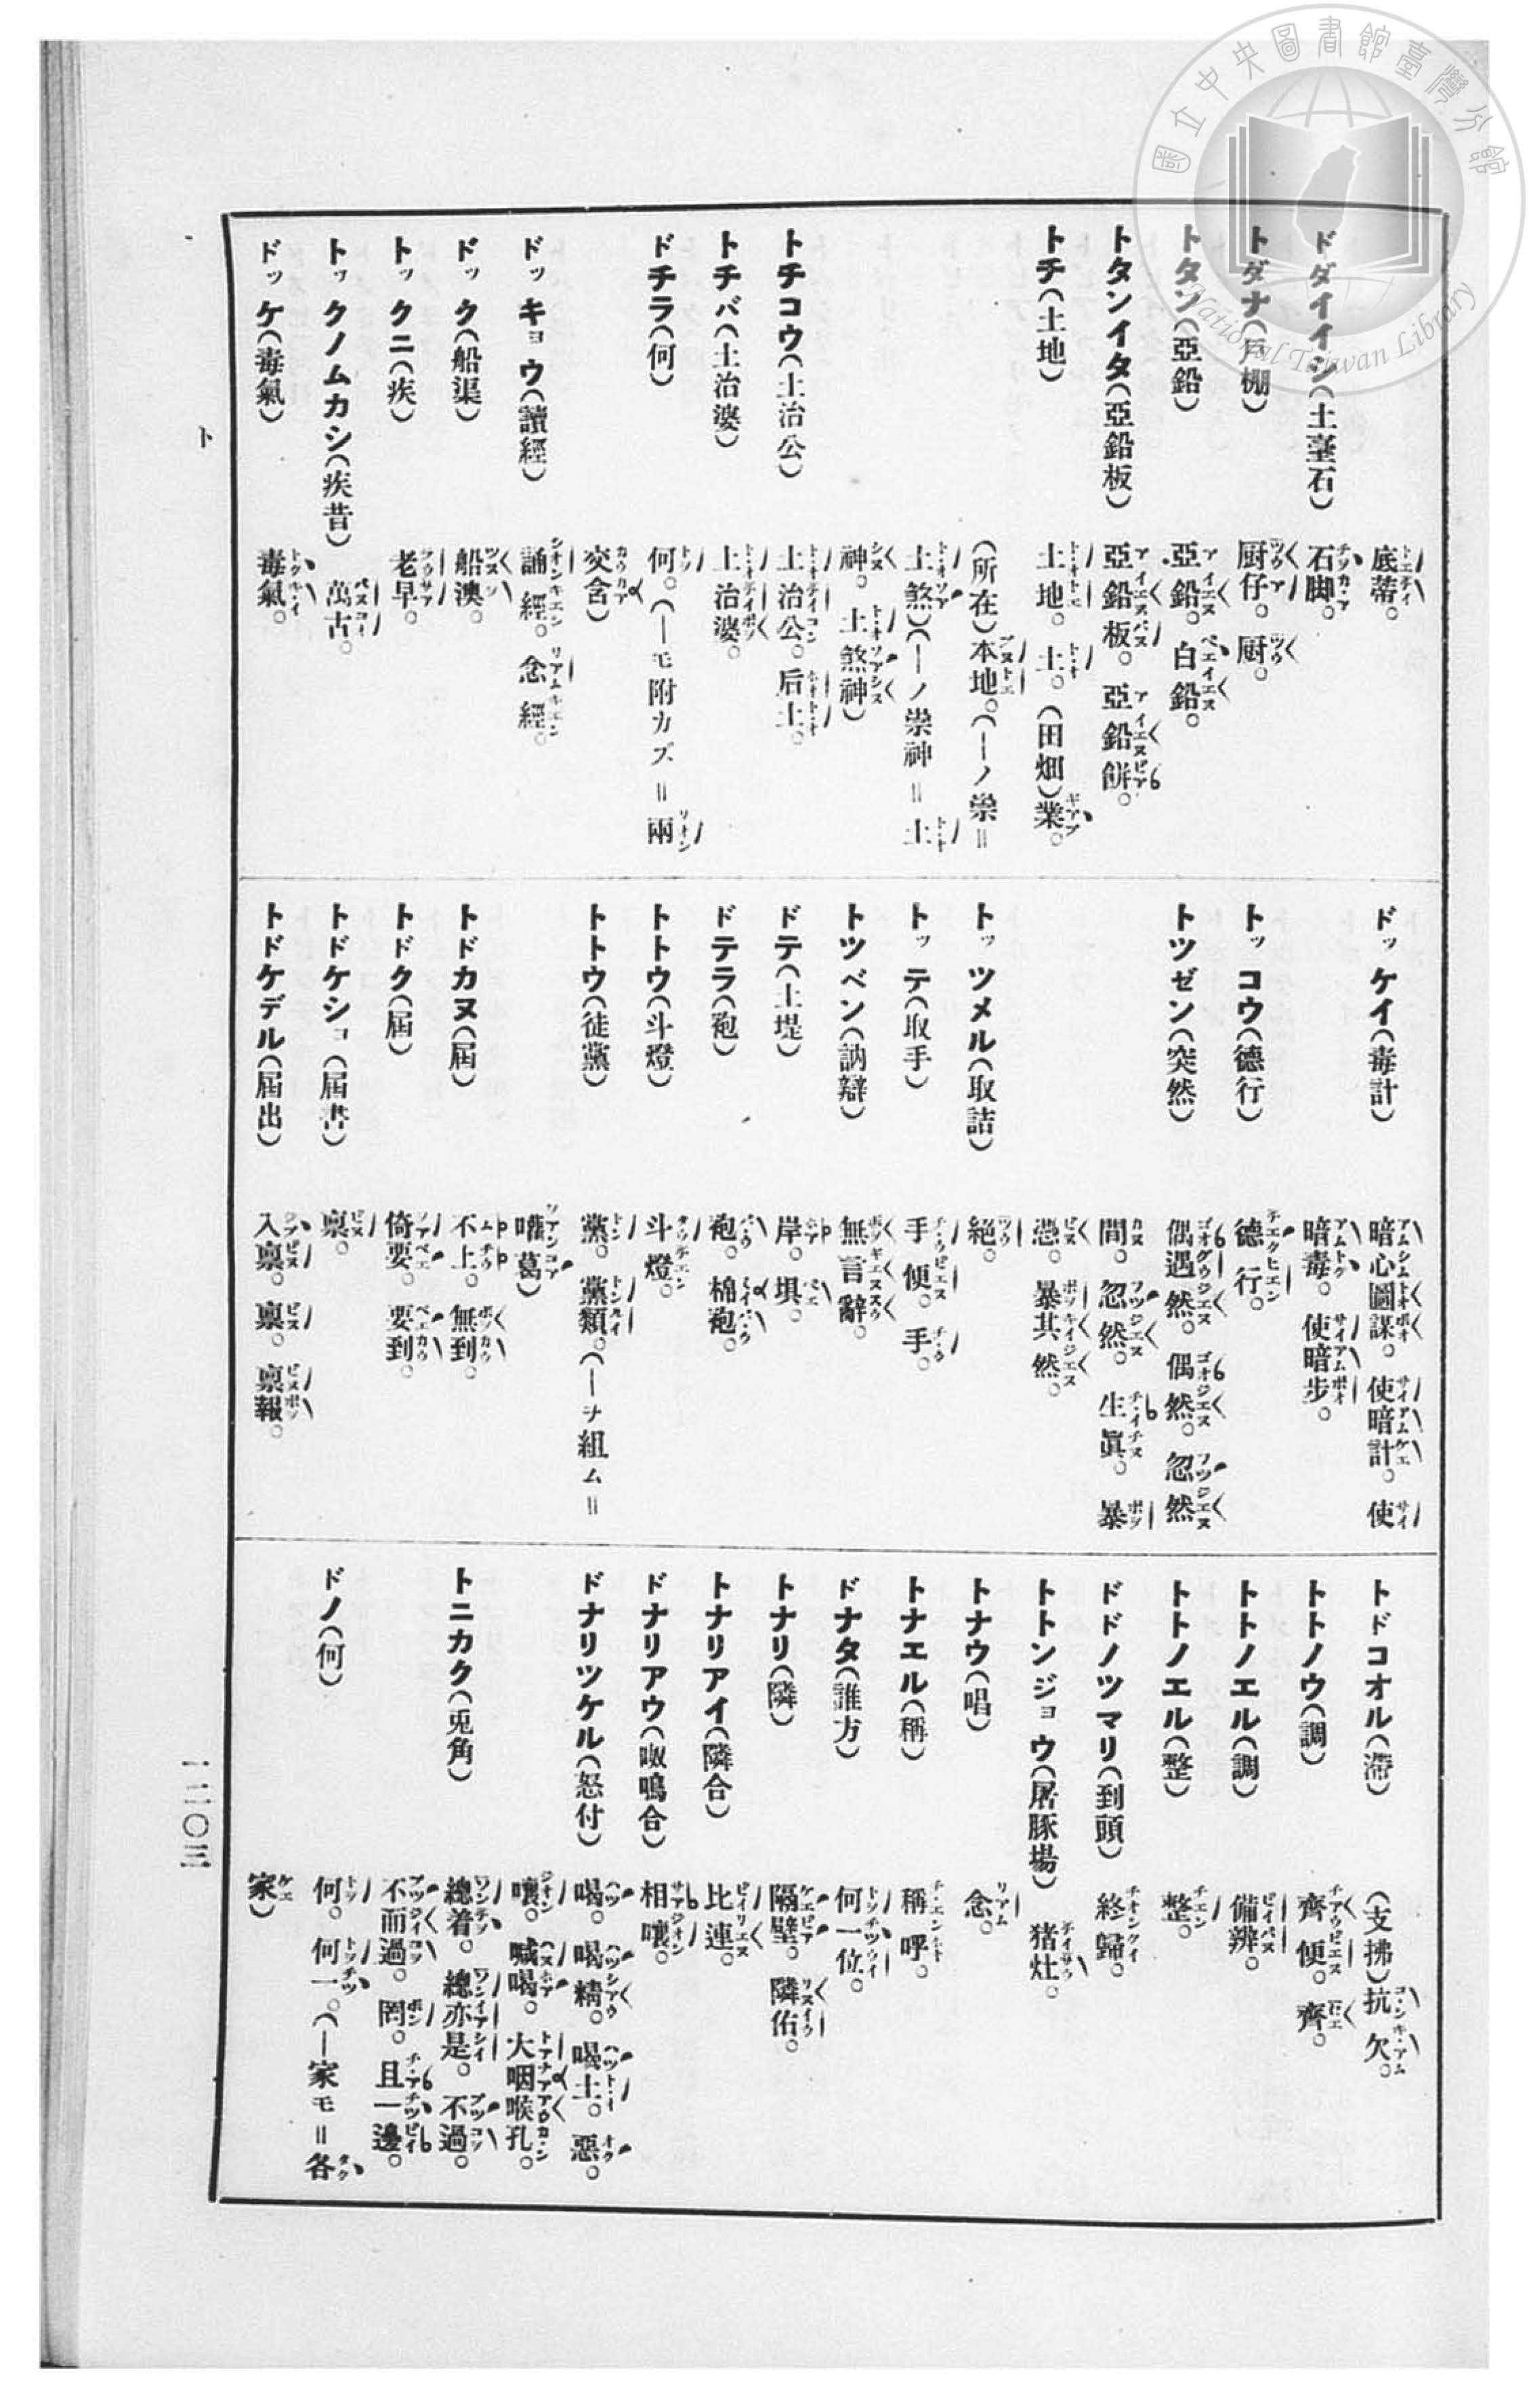 底蒂。
ドダイイシ(土臺石) 石脚。
トダナ(戶棚) 厨仔。厨。
トタン(亞鉛) 亞鉛。白鉛。
トタンイタ(亞鉛板) 亞鉛板。亞鉛餅。
トチ(土地) 土地。土。(田畑)業。
(所在)本地。(ーノ祟=
土煞)(ーノ祟神=土
神。土煞神)
トチコウ(土治公) 土治公。后土。
トチバ(土治婆) 土治婆。
ドチラ(何) 何。(ーモ附カズ=兩
交含)
ドッキョウ(讀經) 誦經。念經。
ドック(船渠) 船澳。
トックニ(疾) 老早。
トックノムカシ(疾昔) 萬古。
ドッケ(毒氣) 毒氣。
ドッケイ(毒計) 暗心圖謀。使暗計。使
暗毒。使暗步。
トッコウ(德行) 德行。
トツゼン(突然) 偶遇然。偶然。忽然
間。忽然。生眞。暴
憑。暴其然。
トッツメル(取詰) 絕。
トッテ(取手) 手便。手。
トツベン(訥辯) 無言辭。
ドテ(土堤) 岸。埧。
ドテラ(袍) 袍。棉袍。
トトウ(斗燈) 斗燈。
トトウ(徒黨) 黨。黨類。(ーヲ組ム=
嚾葛)
トドカヌ(屆) 不上。無到。
トドク(屆) 倚要。要到。
トドケショ(屆書) 禀。
トドケデル(屆出) 入禀。禀。禀報。
トドコオル(滯) (支拂)抗欠。
トトノウ(調) 齊便。齊。
トトノエル(調) 備辨。
トトノエル(整) 整。
ドドノツマリ(到頭) 終歸。
トトンジョウ(屠豚場) 猪灶。
トナウ(唱) 念。
トナエル(稱) 稱呼。
ドナタ(誰方) 何一位。
トナリ(隣) 隔壁。隣佑。
トナリアイ(隣合) 比連。
ドナリアウ(呶鳴合) 相嚷。
ドナリツケル(怒付) 喝。喝精。喝土。惡。
嚷。喊喝。大咽喉孔。
トニカク(兎角) 總着。總亦是。不過。
不而過。罔。且一邊。
ドノ(何) 何。何一。(ー家モ=各
家)
ト
一二〇三
國立中央圖書館臺灣分館
National Taiwan Library